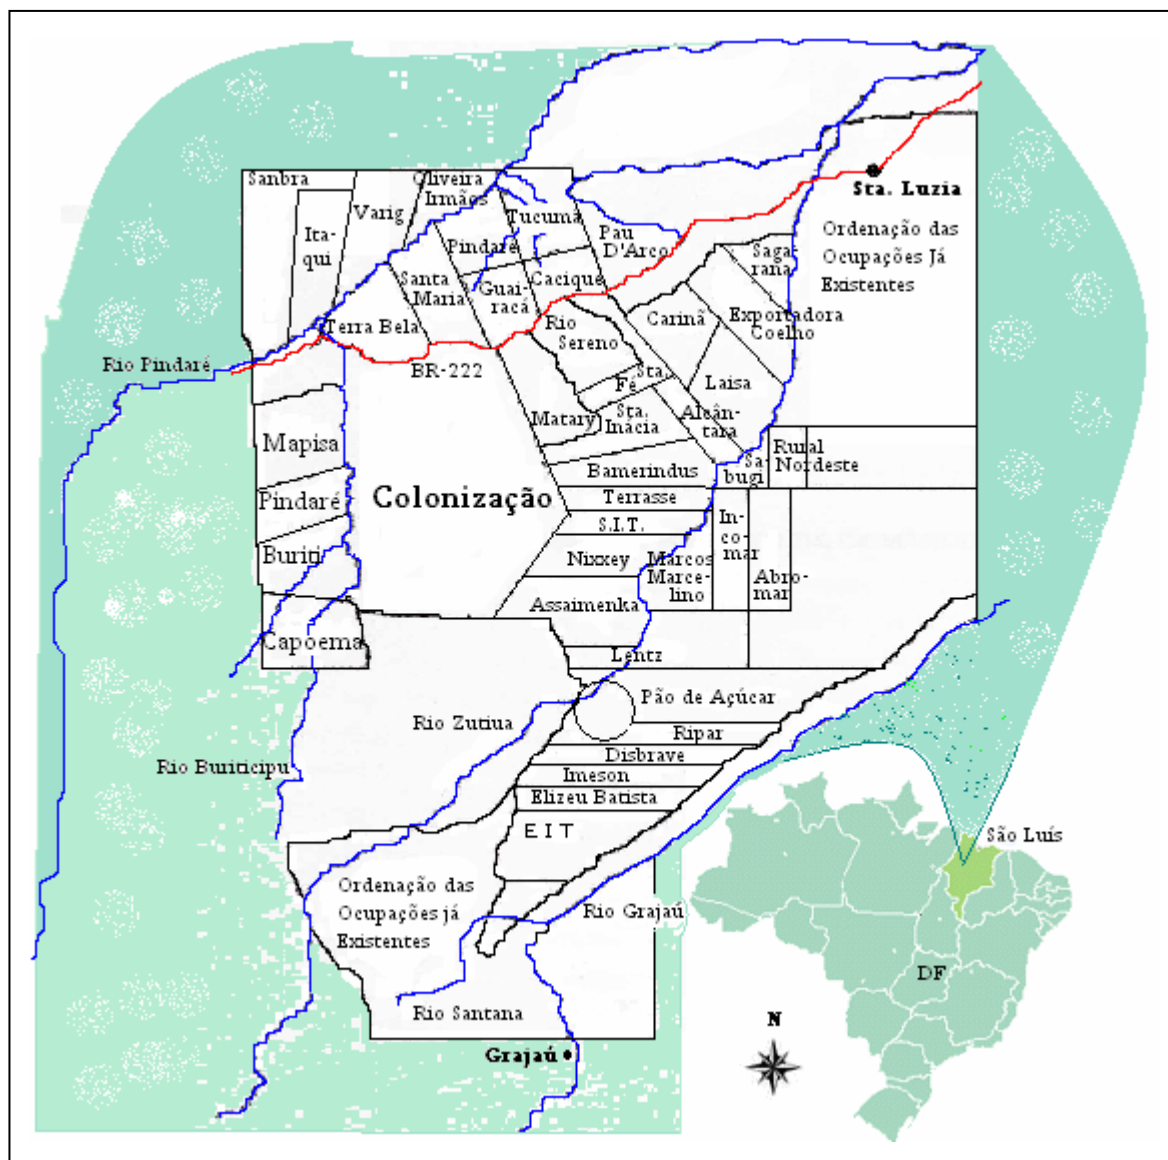 Sanbra
Ita-
qui
Varig
Oliveira
Irmãos
Tucumã
Pindaré
Pau
D'Arco
Sta. Luzia
Ordenação das
Ocupações Já
Existentes
Saga-
rana
Santa
Maria
Guai-
racá
Cacique
Carinã
Exportadora
Coelho
Terra Bela
Rio
Sereno
Rio Pindaré
BR-222
Sta.
Fé
Laisa
Matary
Sta.
Inácia
Alcân-
tara
Mapisa
Bamerindus
Sa-
bugi
Rural
Nordeste
Pindaré
Colonização
Terrasse
S.I.T.
In-
co-
mar
Buriti
Nixxey
Marcos
Marce-
lino
Abro-
mar
Assaimenka
Capoema
Lentz
Pão de Açúcar
Rio Zutiua
Ripar
Disbrave
Rio Buriticipu
Imeson
Elizeu Batista
E I T
São Luís
Ordenação das
Ocupações já
Existentes
Rio Grajaú
DF
Rio Santana
N
Grajaú